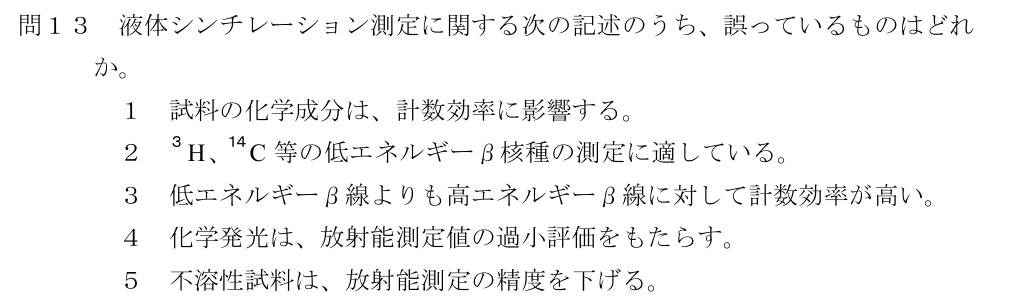 問１３　液体シンチレーション測定に関する次の記述のうち、誤っているものはどれ
か。
１　試料の化学成分は、計数効率に影響する。
２　³H、¹⁴C 等の低エネルギーβ核種の測定に適している。
３　低エネルギーβ線よりも高エネルギーβ線に対して計数効率が高い。
４　化学発光は、放射能測定値の過小評価をもたらす。
５　不溶性試料は、放射能測定の精度を下げる。